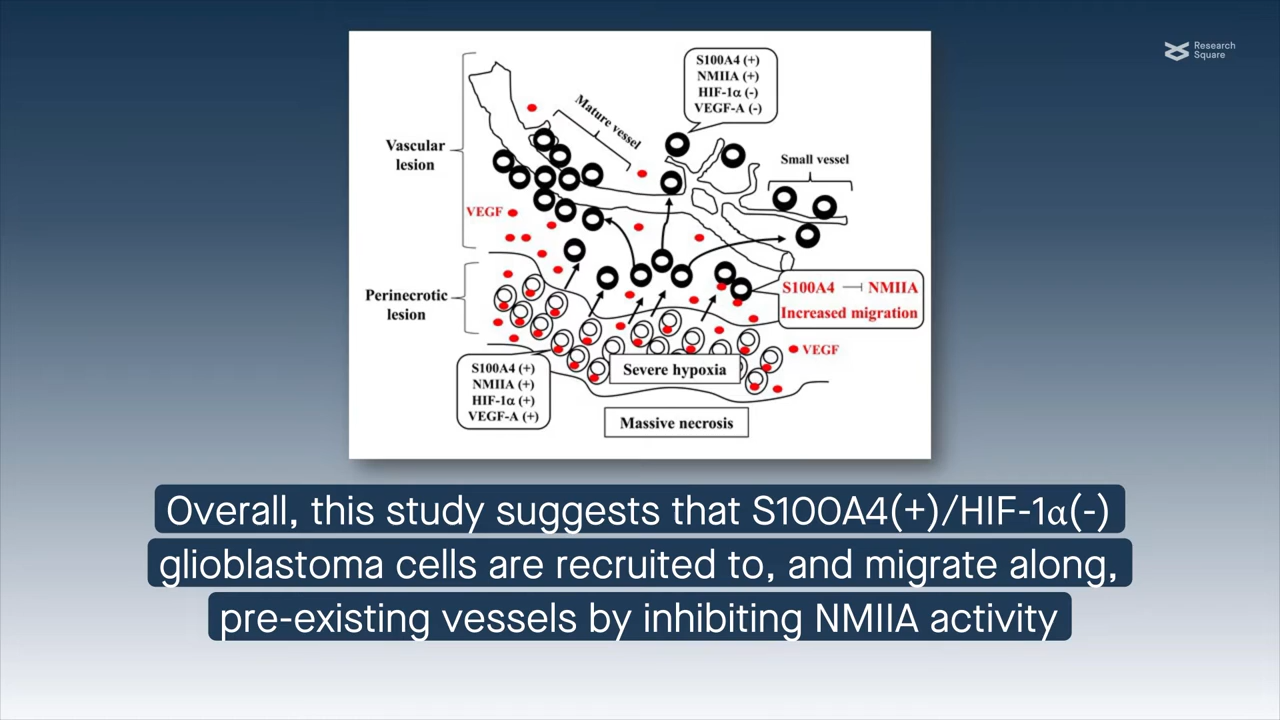 Research
Square
S100A4 (+)
NMIIA (+)
HIF-1α (-)
VEGF-A (-)
Mature vessel
Vascular
lesion
Small vessel
VEGF
Perinecrotic
lesion
S100A4 ⊣ NMIIA
Increased migration
VEGF
S100A4 (+)
NMIIA (+)
HIF-1α (+)
VEGF-A (+)
Severe hypoxia
Massive necrosis
Overall, this study suggests that S100A4(+)/HIF-1α(-)
glioblastoma cells are recruited to, and migrate along,
pre-existing vessels by inhibiting NMIIA activity